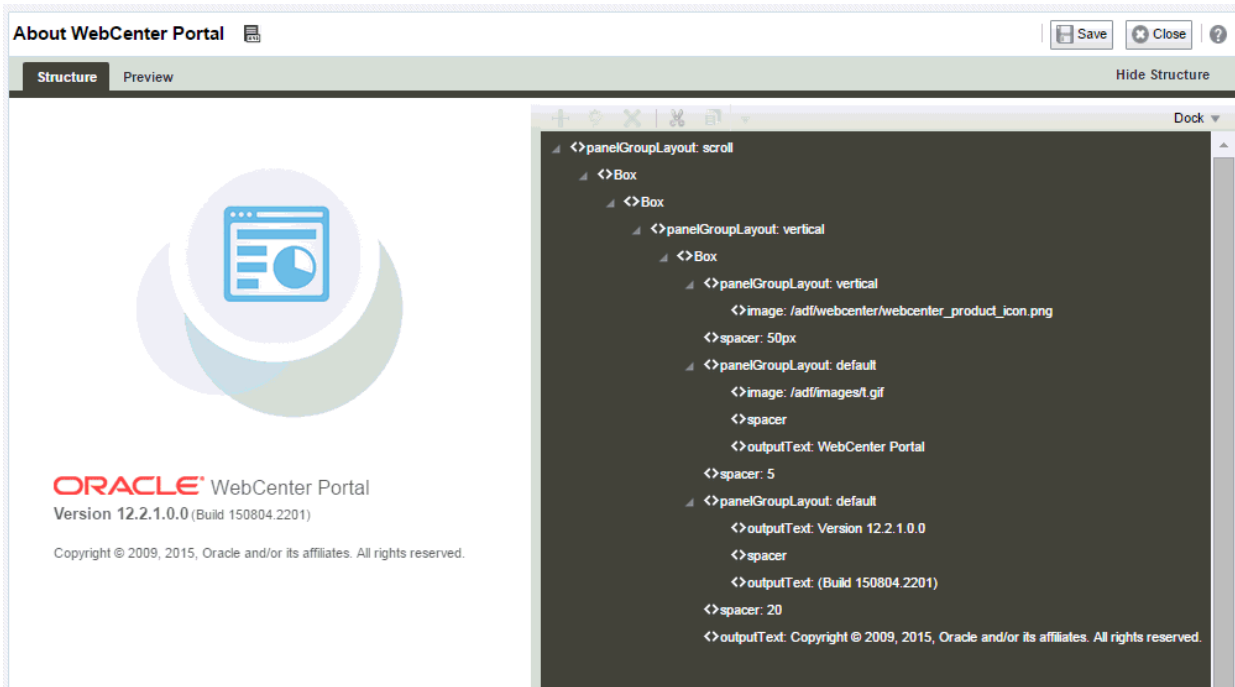 About WebCenter Portal
Save
Close
Structure
Preview
Hide Structure
Dock
ORACLE® WebCenter Portal
Version 12.2.1.0.0 (Build 150804.2201)
Copyright © 2009, 2015, Oracle and/or its affiliates. All rights reserved.
<>panelGroupLayout: scroll
<>Box
<>Box
<>panelGroupLayout: vertical
<>Box
<>panelGroupLayout: vertical
<>image: /adf/webcenter/webcenter_product_icon.png
<>spacer: 50px
<>panelGroupLayout: default
<>image: /adf/images/t.gif
<>spacer
<>outputText: WebCenter Portal
<>spacer: 5
<>panelGroupLayout: default
<>outputText: Version 12.2.1.0.0
<>spacer
<>outputText: (Build 150804.2201)
<>spacer: 20
<>outputText: Copyright © 2009, 2015, Oracle and/or its affiliates. All rights reserved.